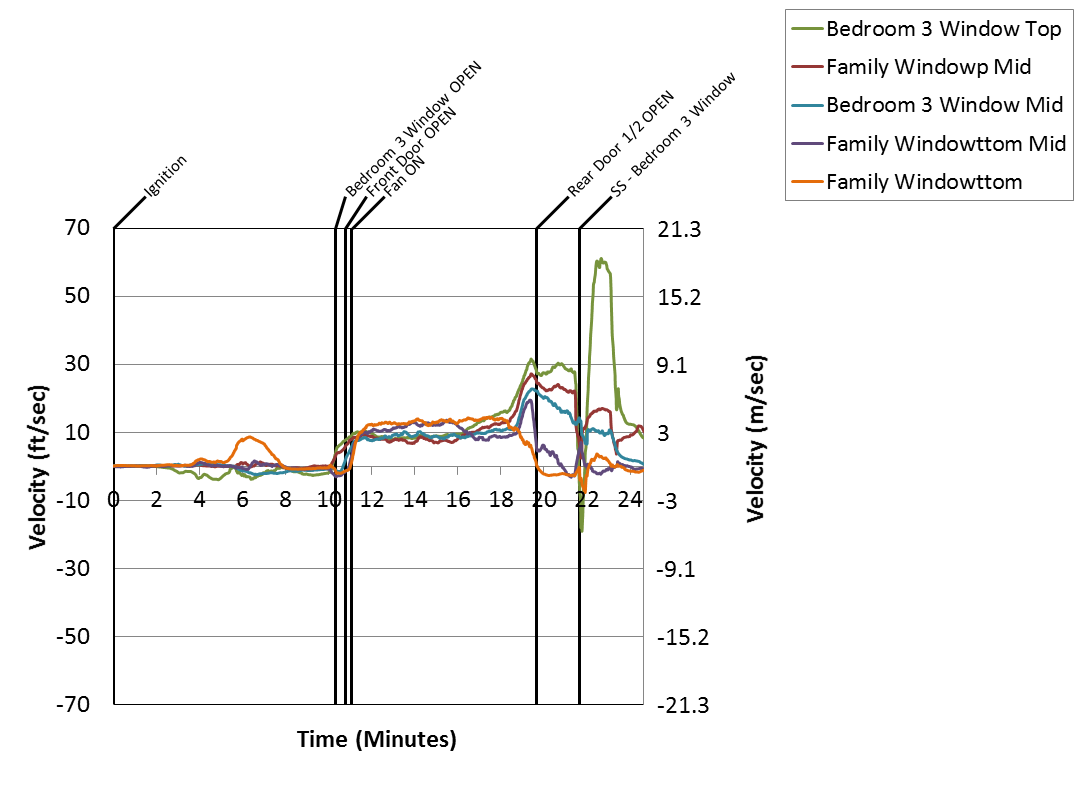 Bedroom 3 Window Top
Family Windowp Mid
Bedroom 3 Window Mid
Family Windowttom Mid
Family Windowttom
Ignition
Bedroom 3 Window OPEN
Front Door OPEN
Fan ON
Rear Door 1/2 OPEN
SS - Bedroom 3 Window
70
50
30
10
-10
-30
-50
-70
21.3
15.2
9.1
3
-3
-9.1
-15.2
-21.3
0 2 4 6 8 10 12 14 16 18 20 22 24
Velocity (ft/sec)
Velocity (m/sec)
Time (Minutes)